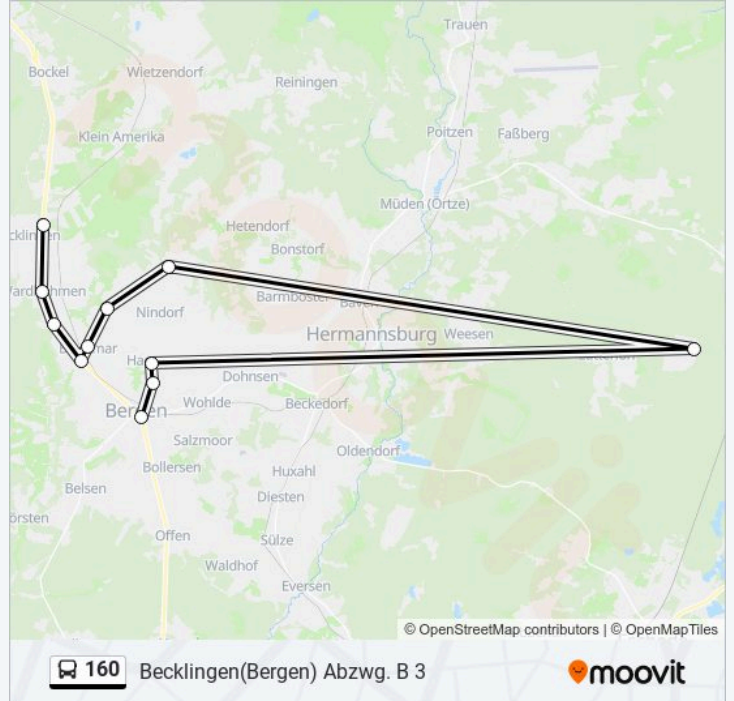 Trauen
Bockel
Wietzendorf
Reiningen
Klein Amerika
Poitzen
Faßberg
Müden (Örtze)
Hetendorf
Bonstorf
Nindorf
Hermannsburg
Weesen
Dohnsen
Bergen
Wohlde
Beckedorf
Salzmoor
Oldendorf
Bollersen
Huxahl
Belsen
Diesten
Offen
Sülze
Waldhof
Eversen
© OpenStreetMap contributors | © OpenMapTiles
160 Becklingen(Bergen) Abzwg. B 3
moovit